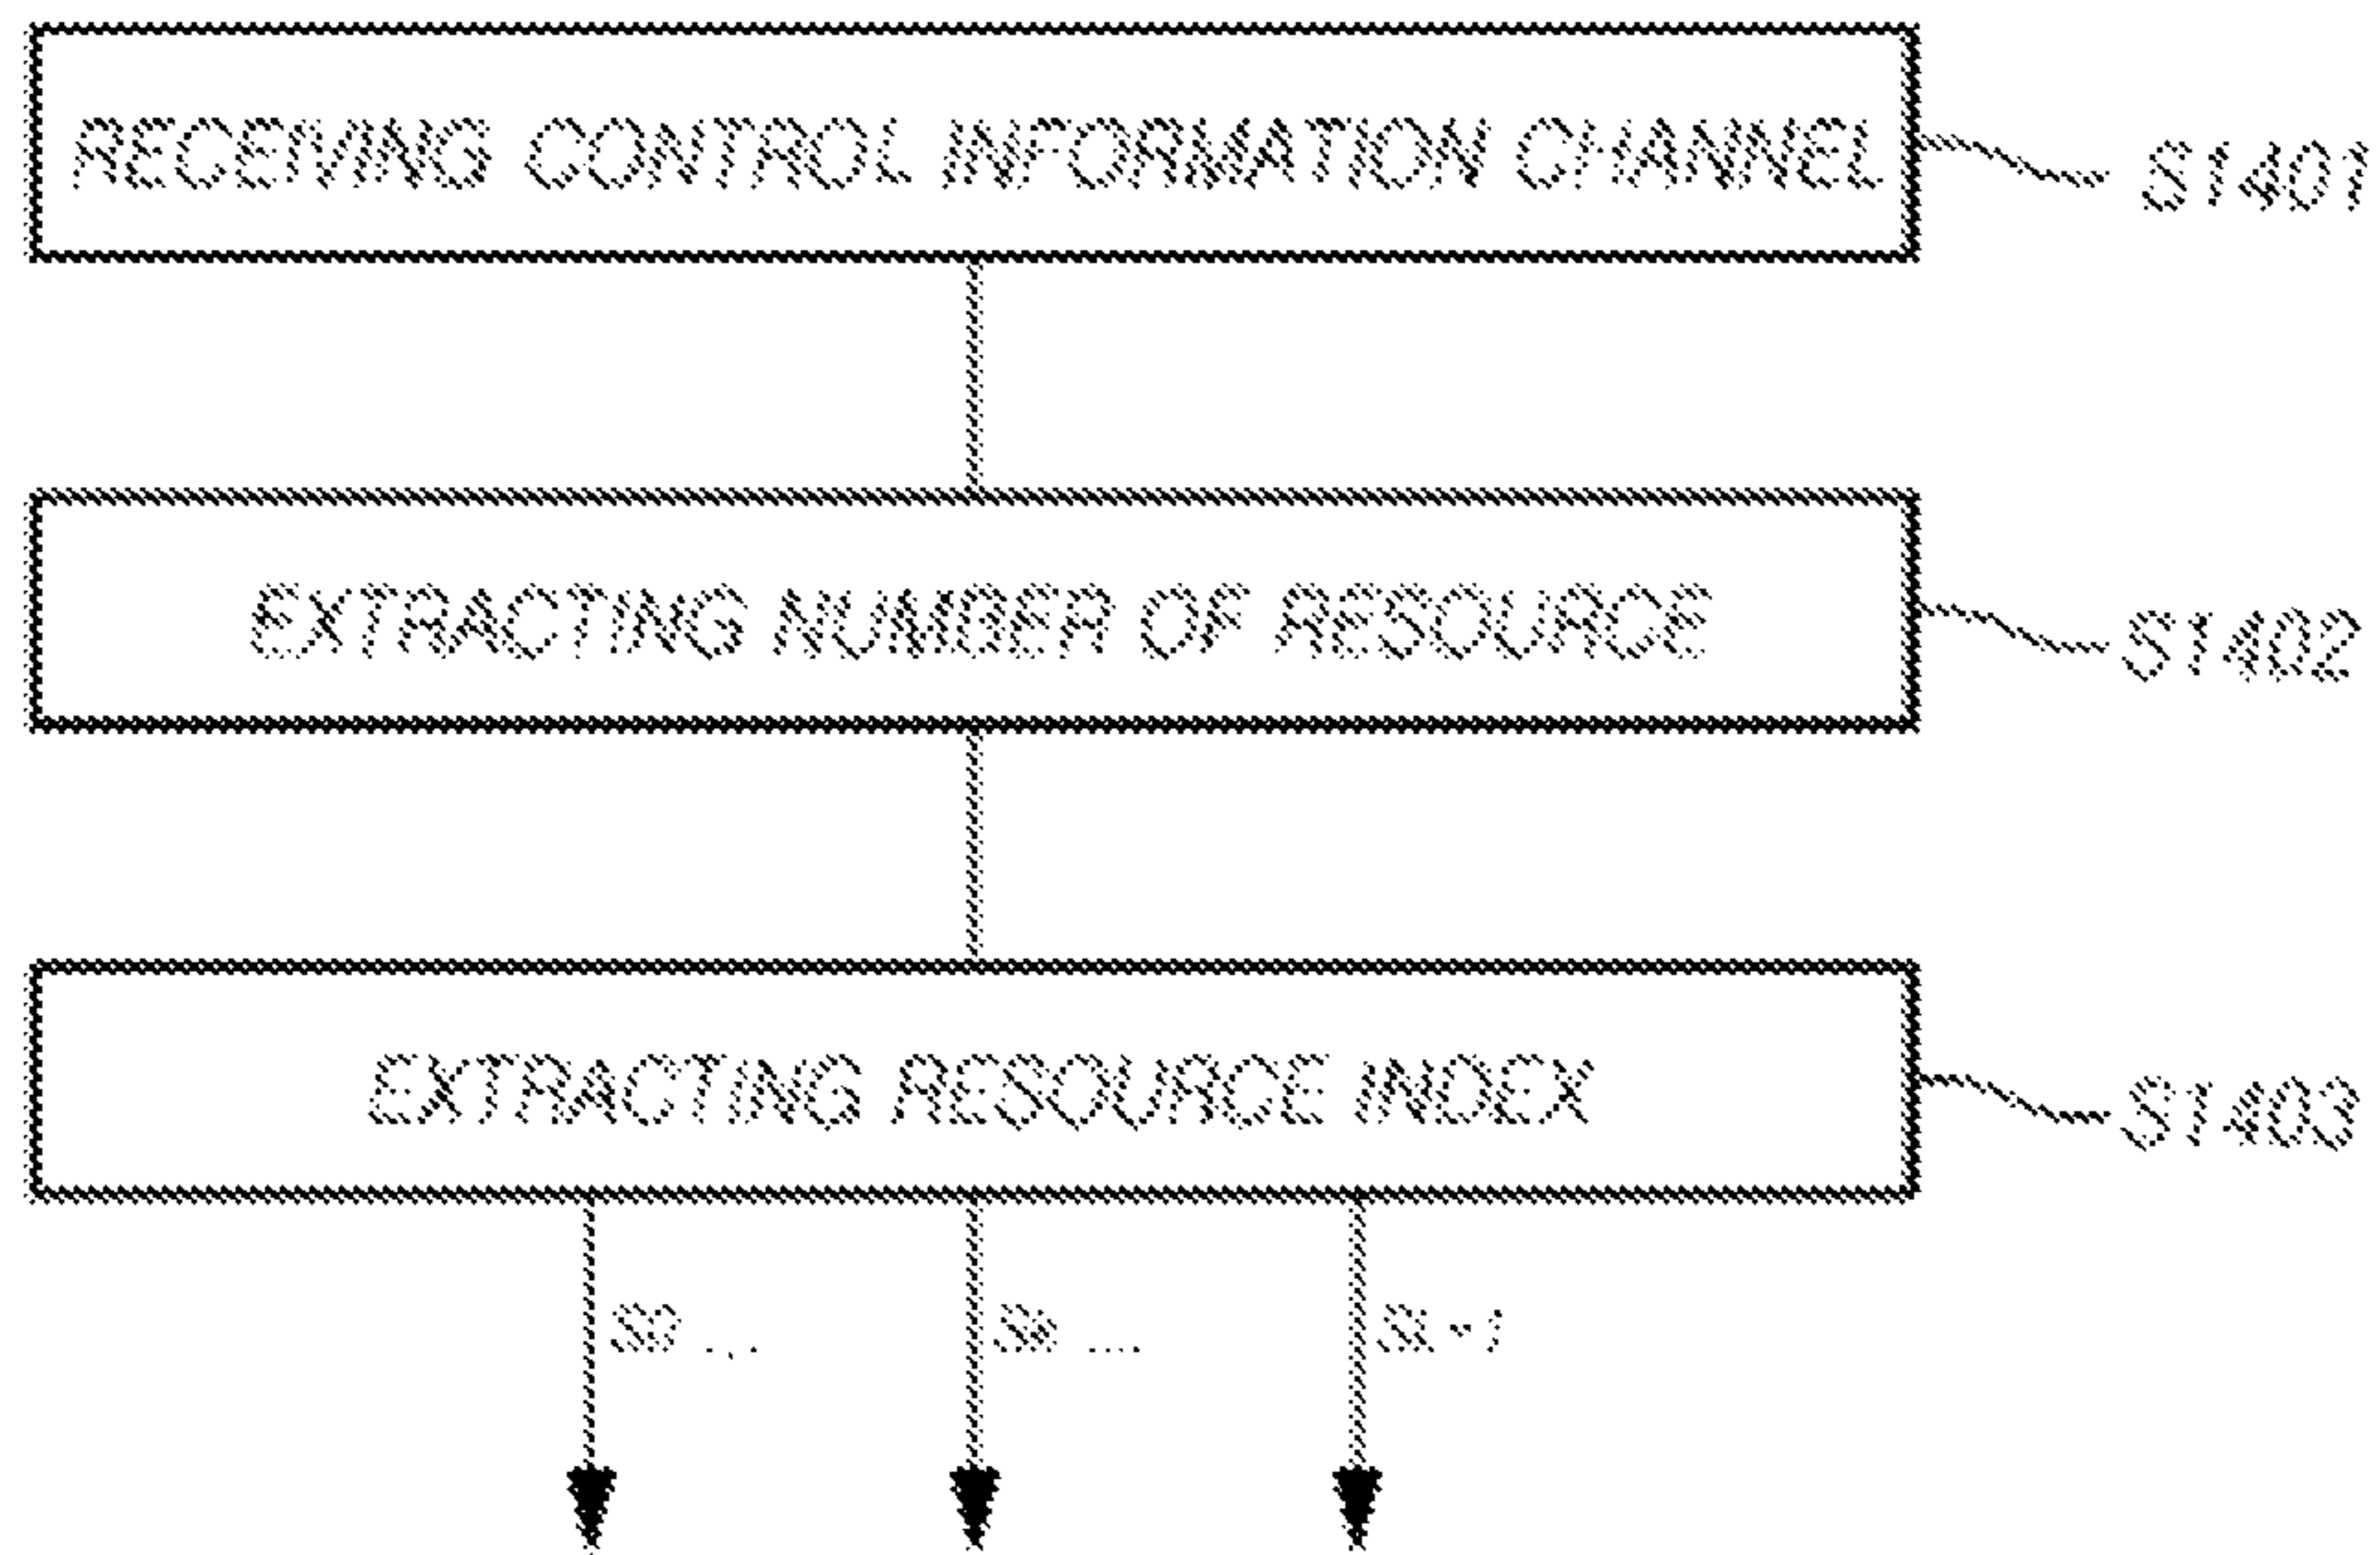 RECEIVING CONTROL INFORMATION CHANNEL
S1401
EXTRACTING NUMBER OF RESOURCE
S1402
EXTRACTING RESOURCE INDEX
S1403